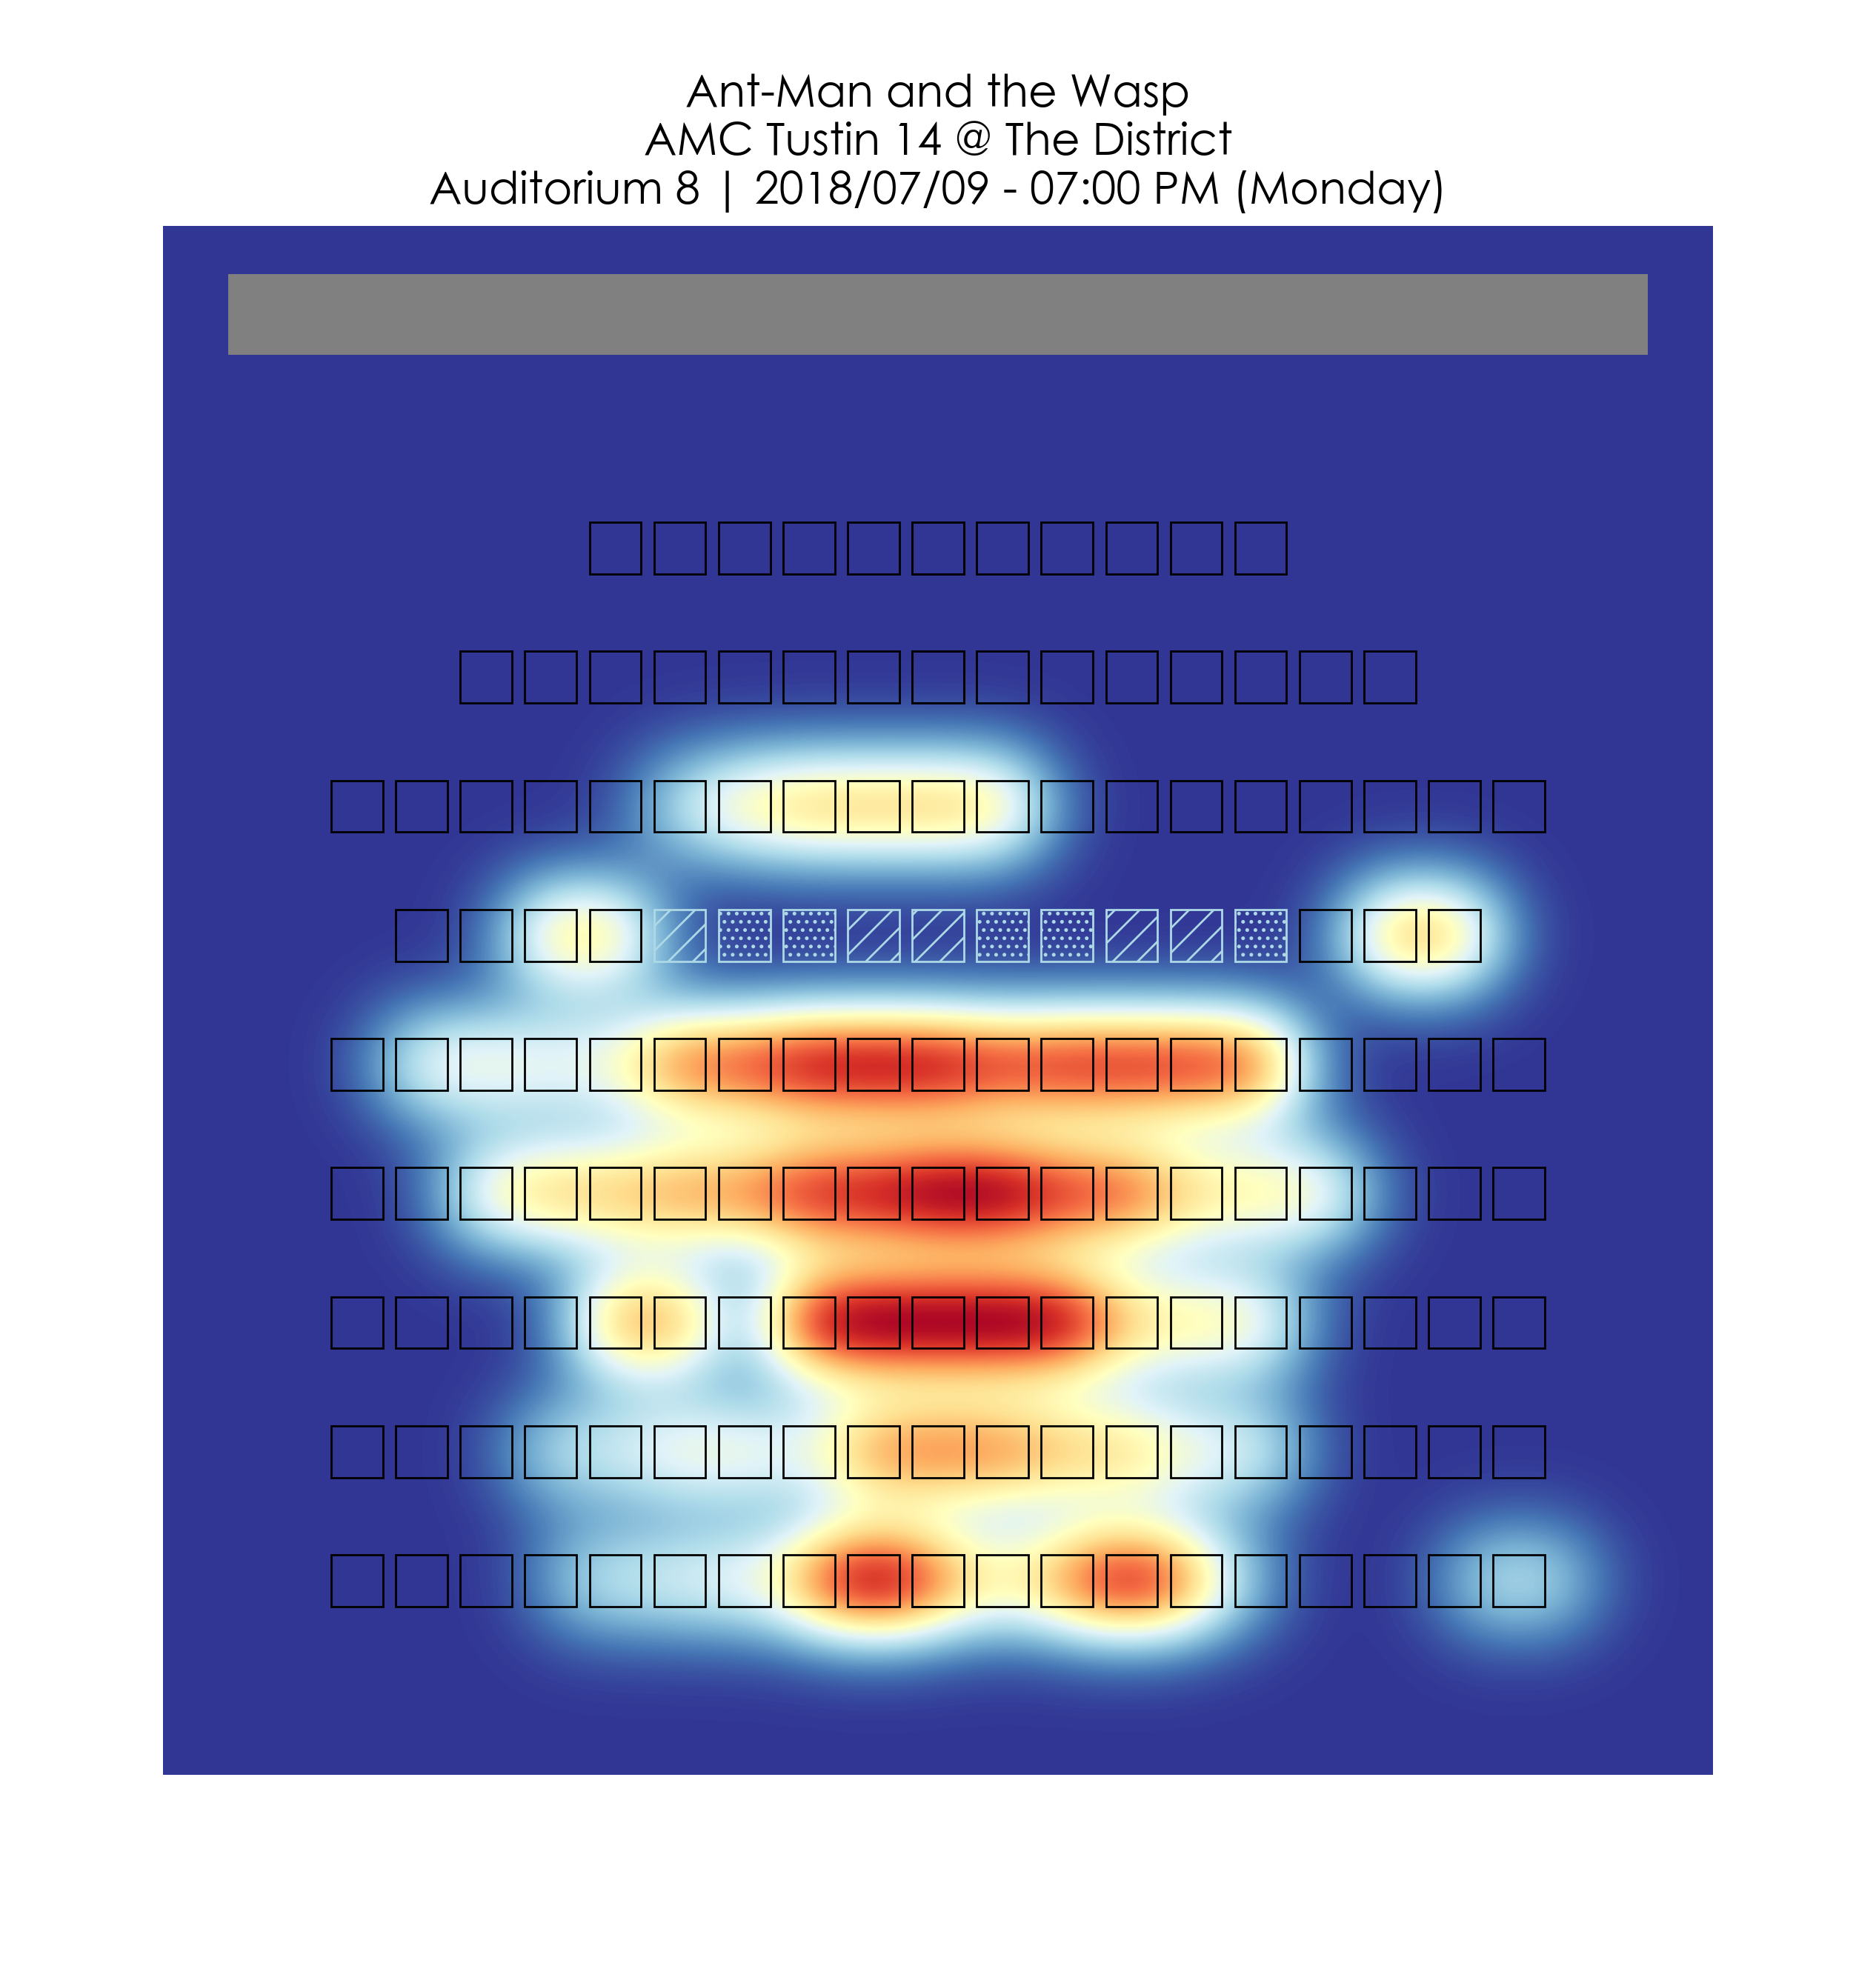 Ant-Man and the Wasp
AMC Tustin 14 @ The District
Auditorium 8 | 2018/07/09 - 07:00 PM (Monday)